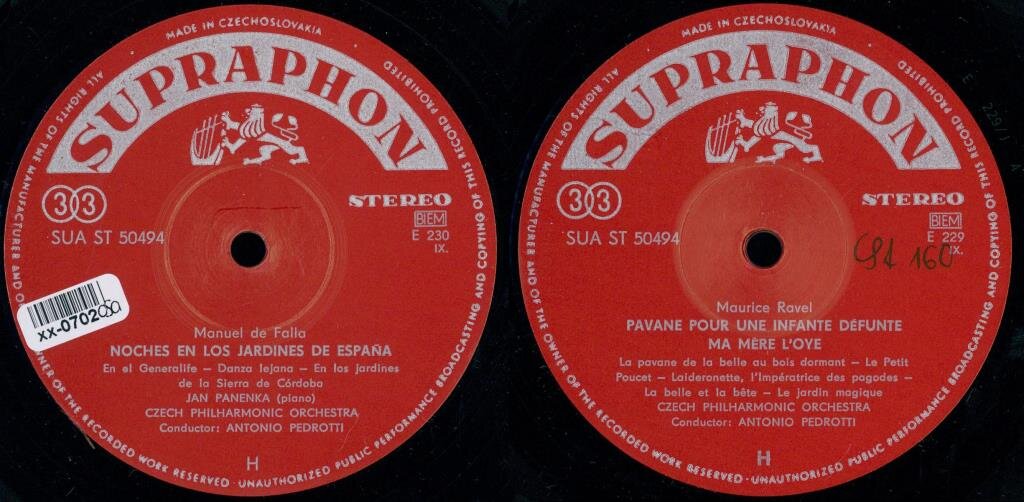 MADE IN CZECHOSLOVAKIA
ALL RIGHTS OF THE MANUFACTURER AND OF THE OWNER OF THE RECORDED WORK RESERVED · UNAUTHORIZED PUBLIC PERFORMANCE BROADCASTING AND COPYING OF THIS RECORD PROHIBITED
SUPRAPHON
33
STEREO
BIEM
SUA ST 50494
E 230
IX.
xx-0702
Manuel de Falla
NOCHES EN LOS JARDINES DE ESPAÑA
En el Generalife – Danza lejana – En los jardines
de la Sierra de Córdoba
JAN PANENKA (piano)
CZECH PHILHARMONIC ORCHESTRA
Conductor: ANTONIO PEDROTTI
H
MADE IN CZECHOSLOVAKIA
ALL RIGHTS OF THE MANUFACTURER AND OF THE OWNER OF THE RECORDED WORK RESERVED · UNAUTHORIZED PUBLIC PERFORMANCE BROADCASTING AND COPYING OF THIS RECORD PROHIBITED
SUPRAPHON
33
STEREO
BIEM
SUA ST 50494
E 229
IX.
160
Maurice Ravel
PAVANE POUR UNE INFANTE DÉFUNTE
MA MÈRE L'OYE
La pavane de la belle au bois dormant – Le Petit
Poucet – Laideronette, l'Impératrice des pagodes –
La belle et la bête – Le jardin magique
CZECH PHILHARMONIC ORCHESTRA
Conductor: ANTONIO PEDROTTI
H